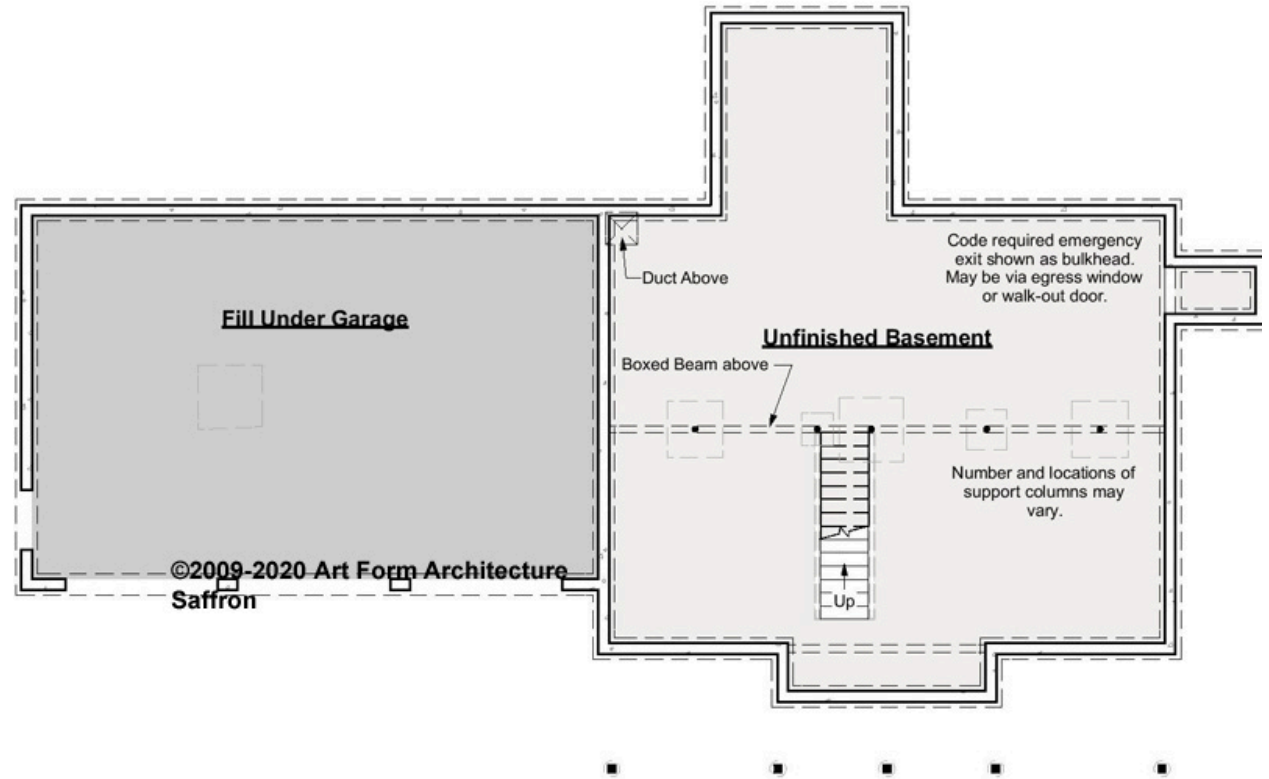 Code required emergency
exit shown as bulkhead.
May be via egress window
or walk-out door.
Duct Above
Fill Under Garage
Unfinished Basement
Boxed Beam above
Number and locations of
support columns may
vary.
©2009-2020 Art Form Architecture
Saffron
Up